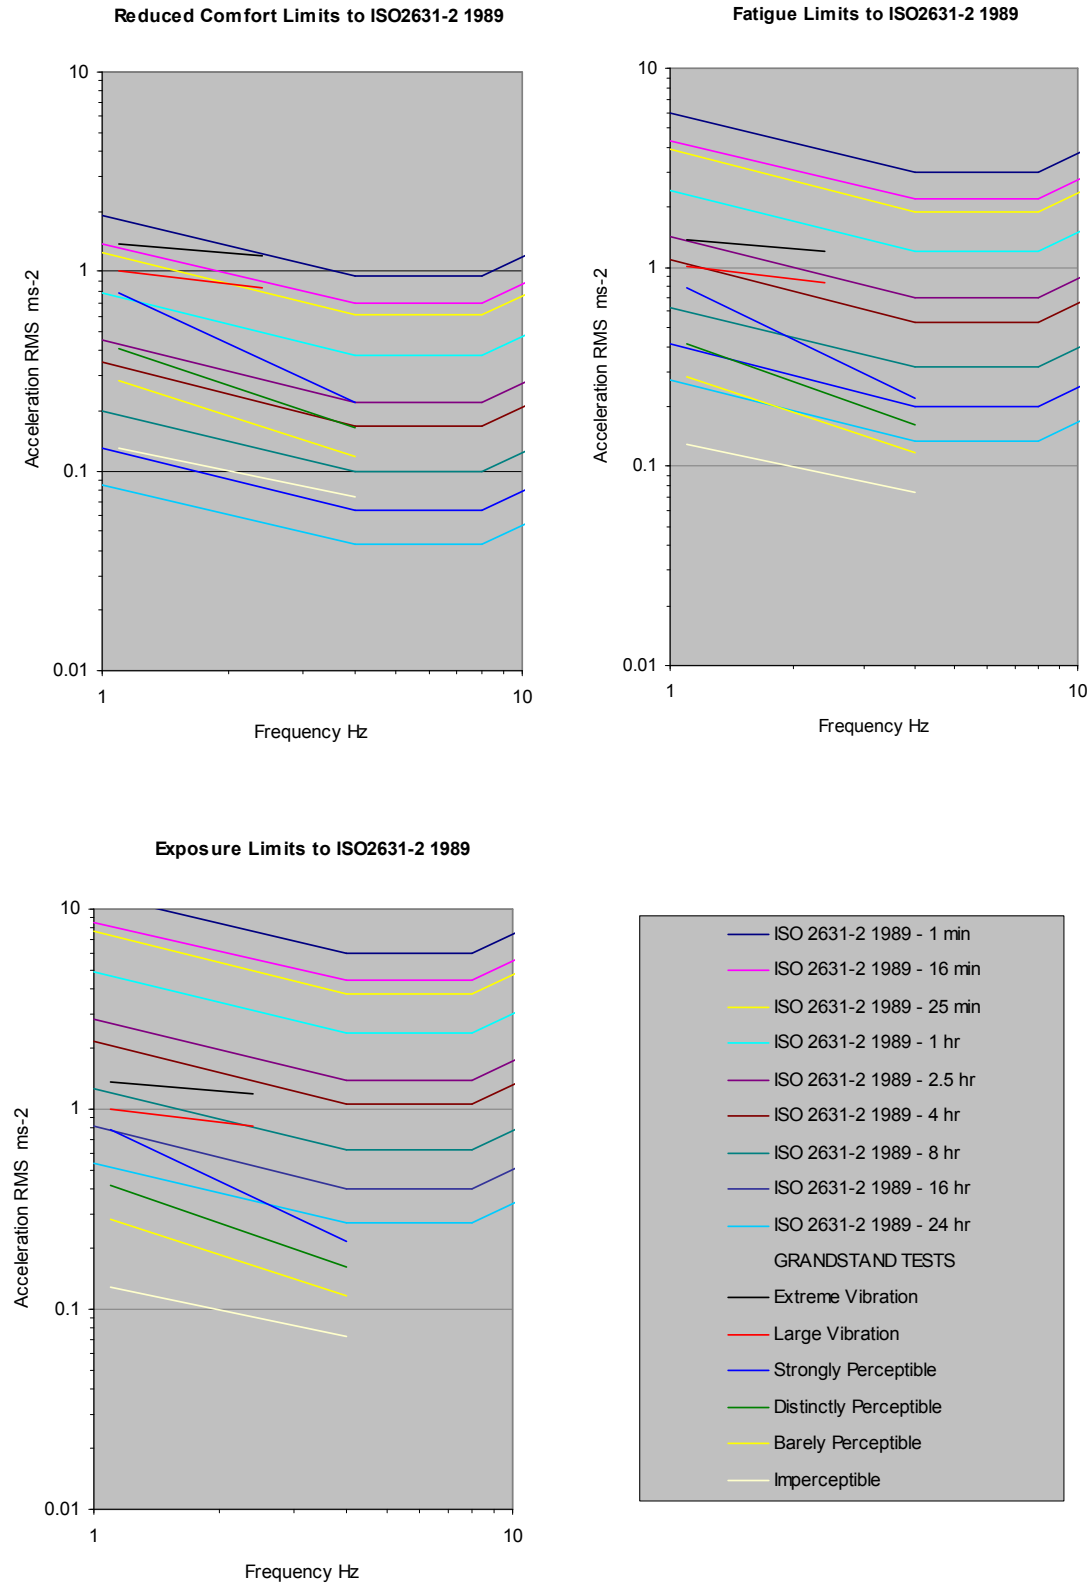 Reduced Comfort Limits to ISO2631-2 1989
10
1
0.1
0.01
1
10
Acceleration RMS ms-2
Frequency Hz
Fatigue Limits to ISO2631-2 1989
10
1
0.1
0.01
1
10
Acceleration RMS ms-2
Frequency Hz
Exposure Limits to ISO2631-2 1989
10
1
0.1
0.01
1
10
Acceleration RMS ms-2
Frequency Hz
ISO 2631-2 1989 - 1 min
ISO 2631-2 1989 - 16 min
ISO 2631-2 1989 - 25 min
ISO 2631-2 1989 - 1 hr
ISO 2631-2 1989 - 2.5 hr
ISO 2631-2 1989 - 4 hr
ISO 2631-2 1989 - 8 hr
ISO 2631-2 1989 - 16 hr
ISO 2631-2 1989 - 24 hr
GRANDSTAND TESTS
Extreme Vibration
Large Vibration
Strongly Perceptible
Distinctly Perceptible
Barely Perceptible
Imperceptible